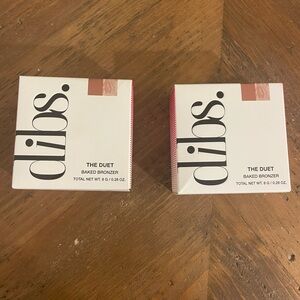 dibs.
THE DUET
BAKED BRONZER
TOTAL NET WT. 8 G / 0.28 OZ.
dibs.
THE DUET
BAKED BRONZER
TOTAL NET WT. 8 G / 0.28 OZ.